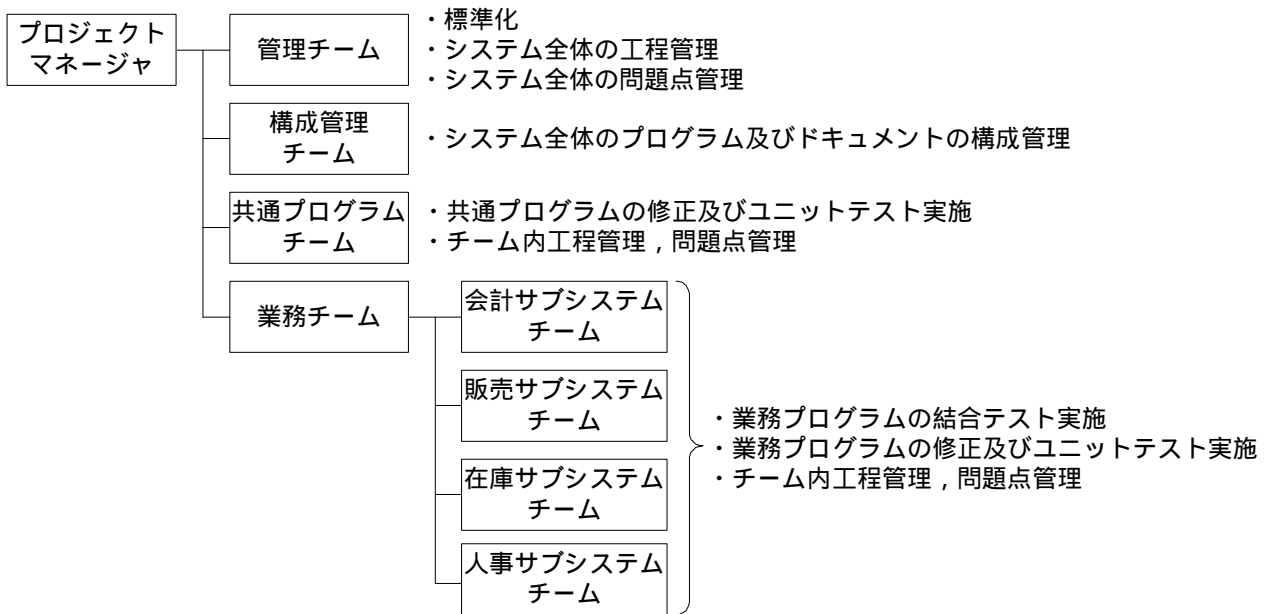 プロジェクト
マネージャ
管理チーム
・標準化
・システム全体の工程管理
・システム全体の問題点管理
構成管理
チーム
・システム全体のプログラム及びドキュメントの構成管理
共通プログラム
チーム
・共通プログラムの修正及びユニットテスト実施
・チーム内工程管理，問題点管理
業務チーム
会計サブシステム
チーム
販売サブシステム
チーム
在庫サブシステム
チーム
人事サブシステム
チーム
・業務プログラムの結合テスト実施
・業務プログラムの修正及びユニットテスト実施
・チーム内工程管理，問題点管理